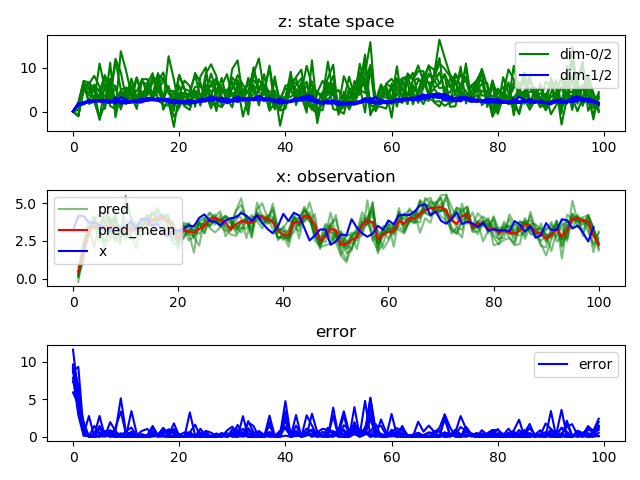 z: state space
10
0
dim-0/2
dim-1/2
0 20 40 60 80 100
x: observation
5.0
2.5
0.0
pred
pred_mean
x
0 20 40 60 80 100
error
10
5
0
error
0 20 40 60 80 100